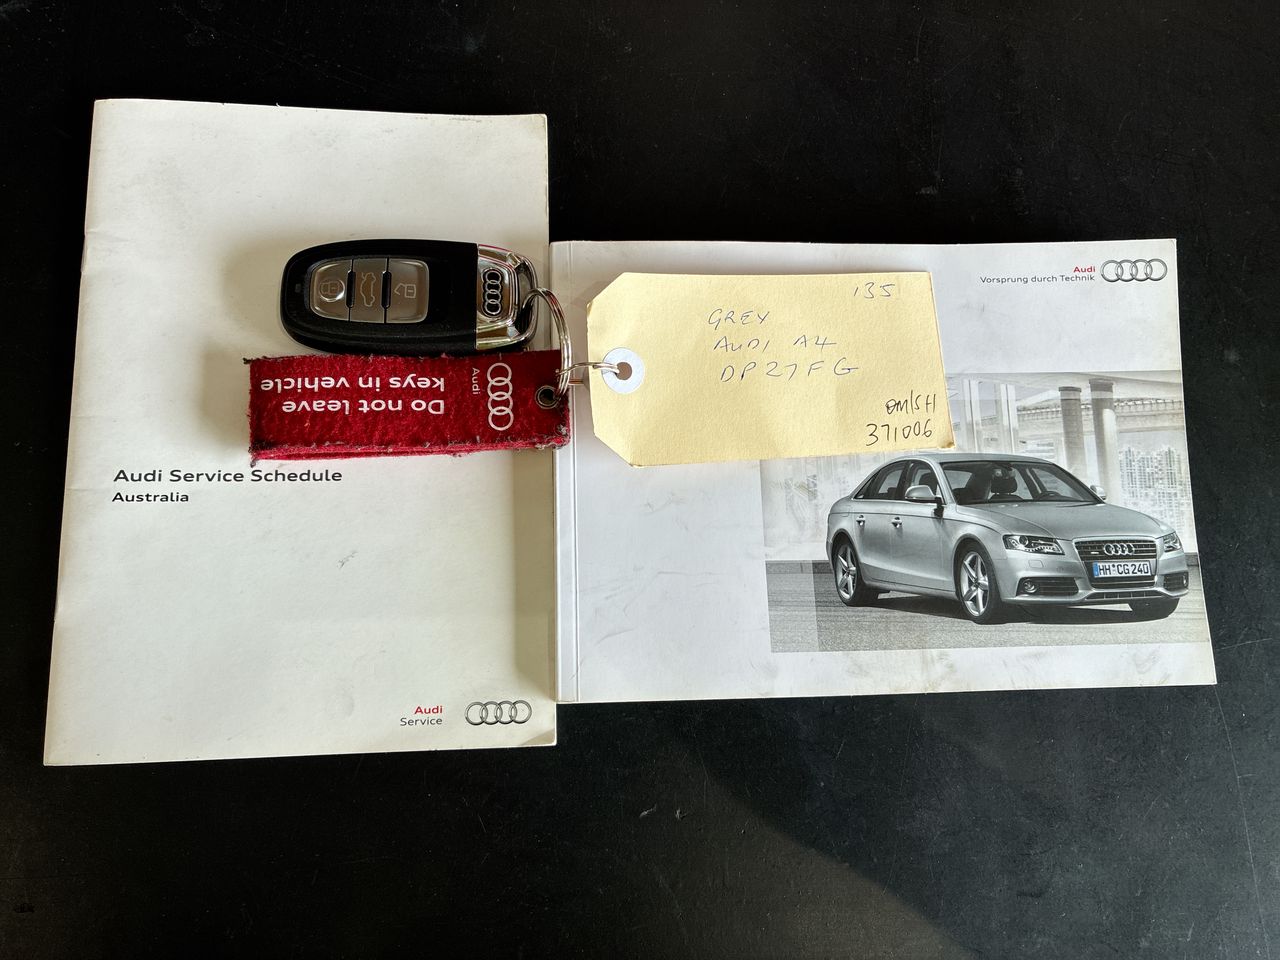 Audi Service Schedule
Australia
Audi
Service
Do not leave
keys in vehicle
Audi
135
GREY
AUDI A4
DP27FG
OM/SH
371006
Audi
Vorsprung durch Technik
HH CG 240